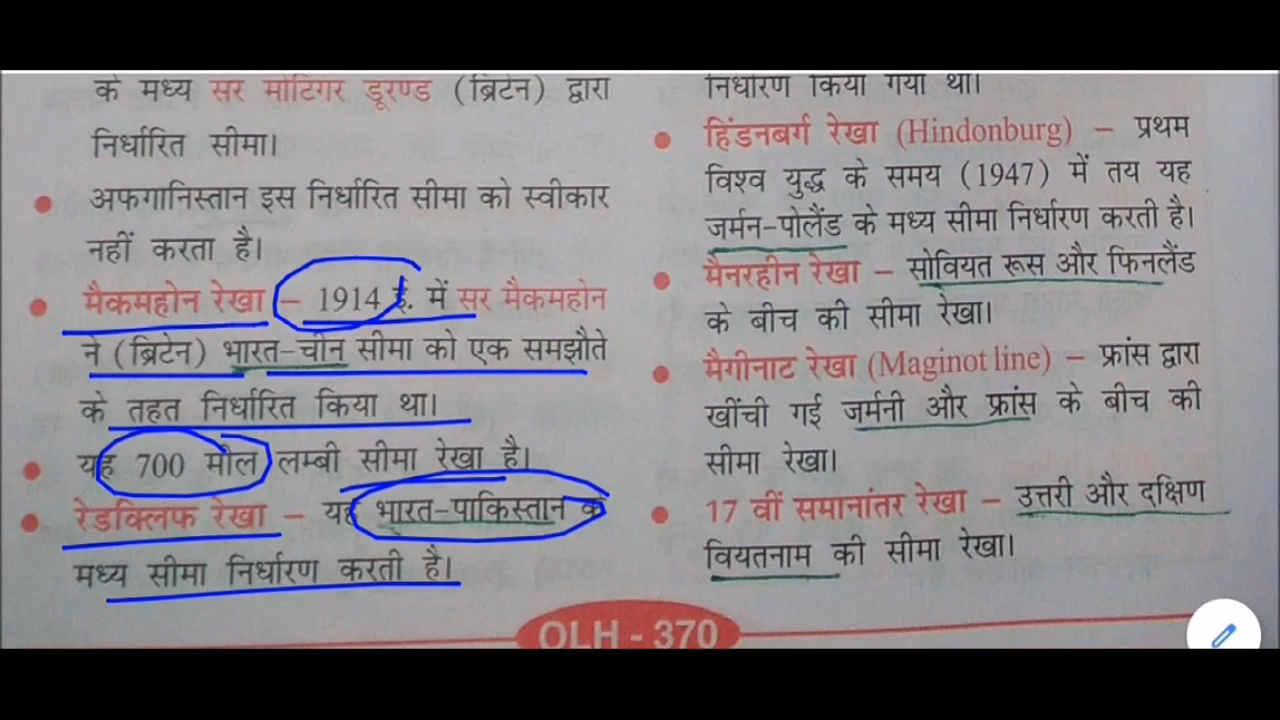 के मध्य सर मोटिगर डूरण्ड (ब्रिटेन) द्वारा
निर्धारित सीमा।
• अफगानिस्तान इस निर्धारित सीमा को स्वीकार
नहीं करता है।
• मैकमहोन रेखा – 1914 ई. में सर मैकमहोन
ने (ब्रिटेन) भारत-चीन सीमा को एक समझौते
के तहत निर्धारित किया था।
• यह 700 मील लम्बी सीमा रेखा है।
• रेडक्लिफ रेखा – यह भारत-पाकिस्तान के
मध्य सीमा निर्धारण करती है।
निर्धारण किया गया था।
• हिंडनबर्ग रेखा (Hindonburg) – प्रथम
विश्व युद्ध के समय (1947) में तय यह
जर्मन-पोलैंड के मध्य सीमा निर्धारण करती है।
• मैनरहीन रेखा – सोवियत रूस और फिनलैंड
के बीच की सीमा रेखा।
• मैगीनाट रेखा (Maginot line) – फ्रांस द्वारा
खींची गई जर्मनी और फ्रांस के बीच की
सीमा रेखा।
• 17 वीं समानांतर रेखा – उत्तरी और दक्षिण
वियतनाम की सीमा रेखा।
OLH - 370